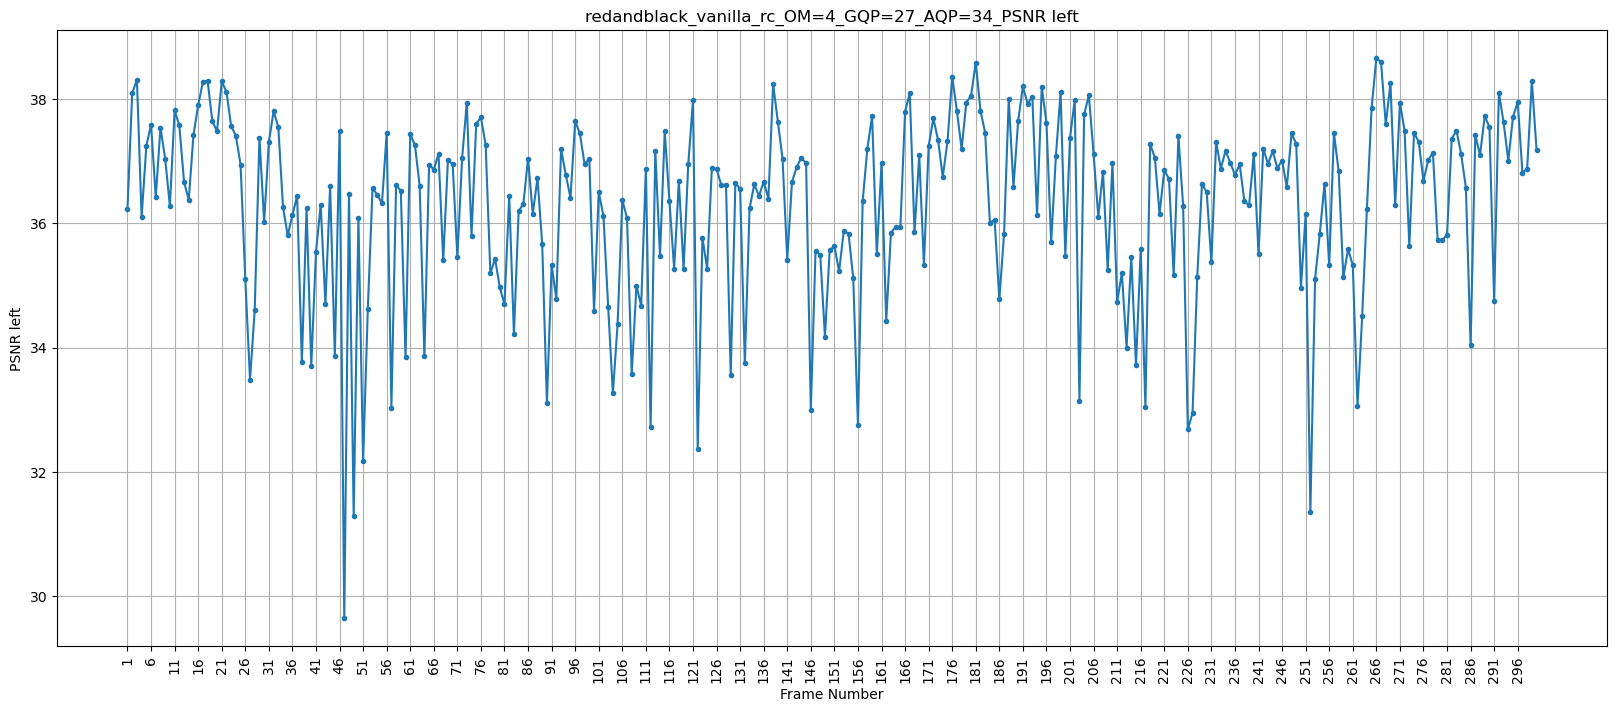 redandblack_vanilla_rc_OM=4_GQP=27_AQP=34_PSNR left
38
36
34
32
30
PSNR left
1 6 11 16 21 26 31 36 41 46 51 56 61 66 71 76 81 86 91 96 101 106 111 116 121 126 131 136 141 146 151 156 161 166 171 176 181 186 191 196 201 206 211 216 221 226 231 236 241 246 251 256 261 266 271 276 281 286 291 296
Frame Number